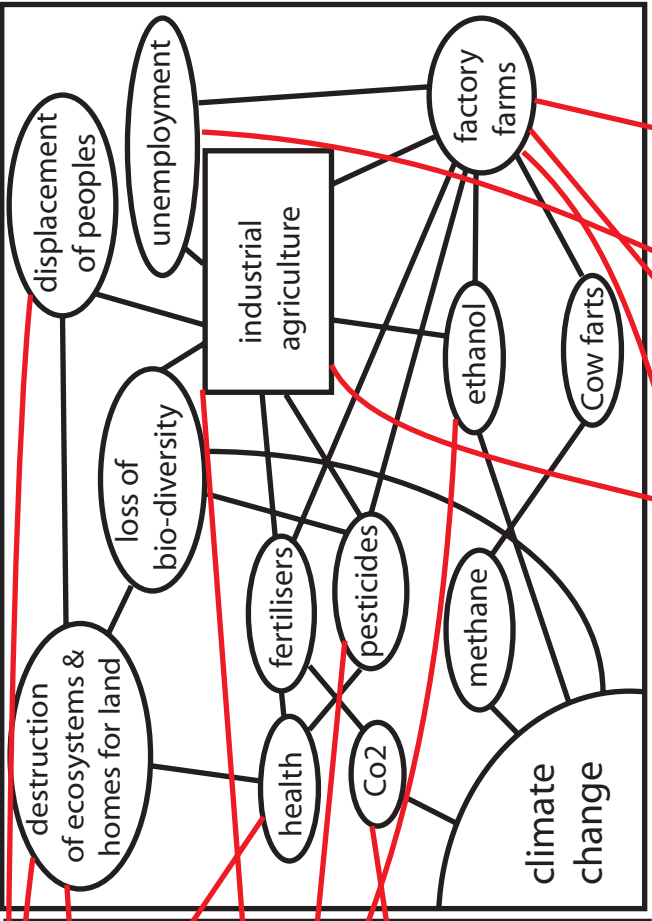 destruction
of ecosystems &
homes for land
displacement
of peoples
loss of
bio-diversity
unemployment
health
fertilisers
industrial
agriculture
Co2
pesticides
methane
ethanol
factory
farms
climate
change
Cow farts